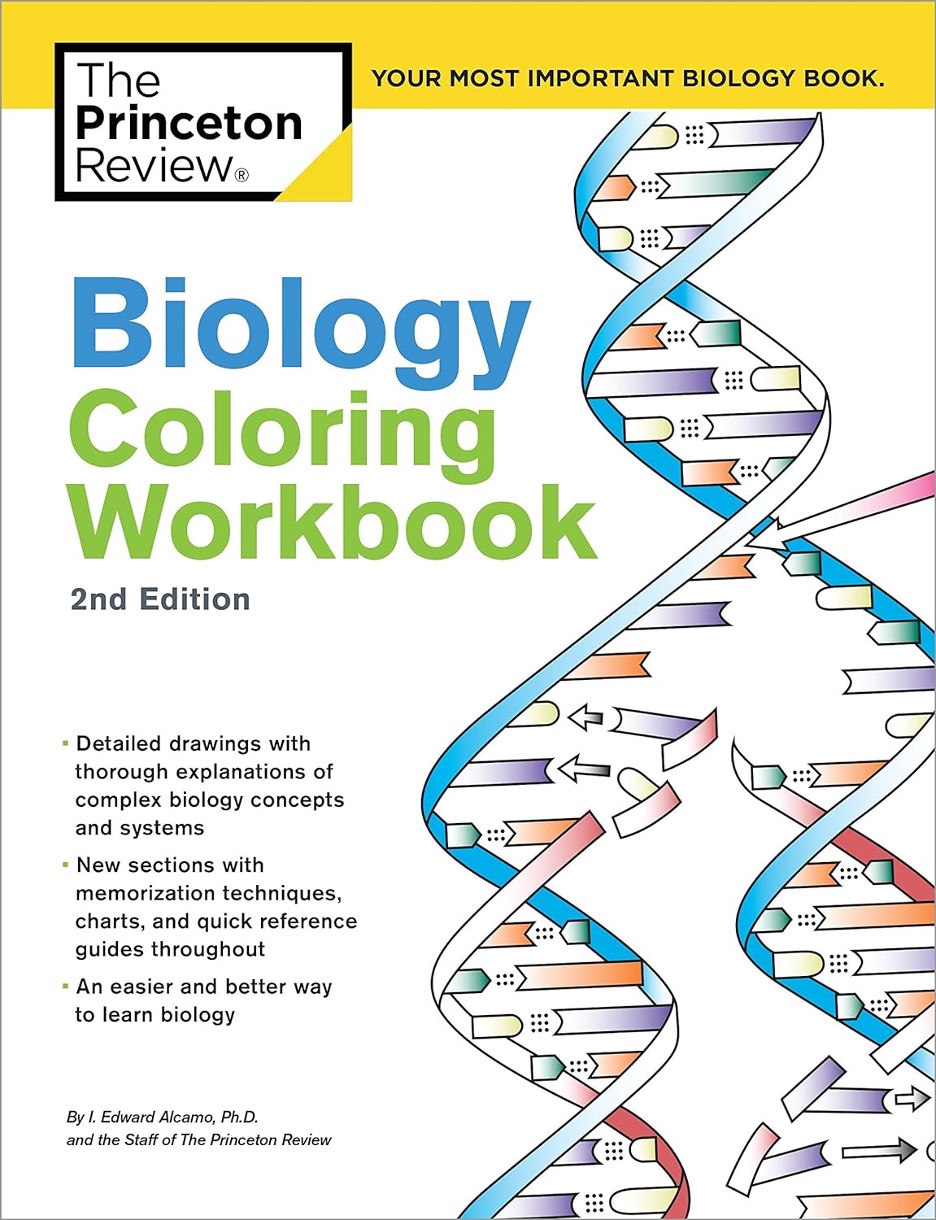 The
Princeton
Review®
YOUR MOST IMPORTANT BIOLOGY BOOK.
Biology
Coloring
Workbook
2nd Edition
▪ Detailed drawings with
thorough explanations of
complex biology concepts
and systems
▪ New sections with
memorization techniques,
charts, and quick reference
guides throughout
▪ An easier and better way
to learn biology
By I. Edward Alcamo, Ph.D.
and the Staff of The Princeton Review